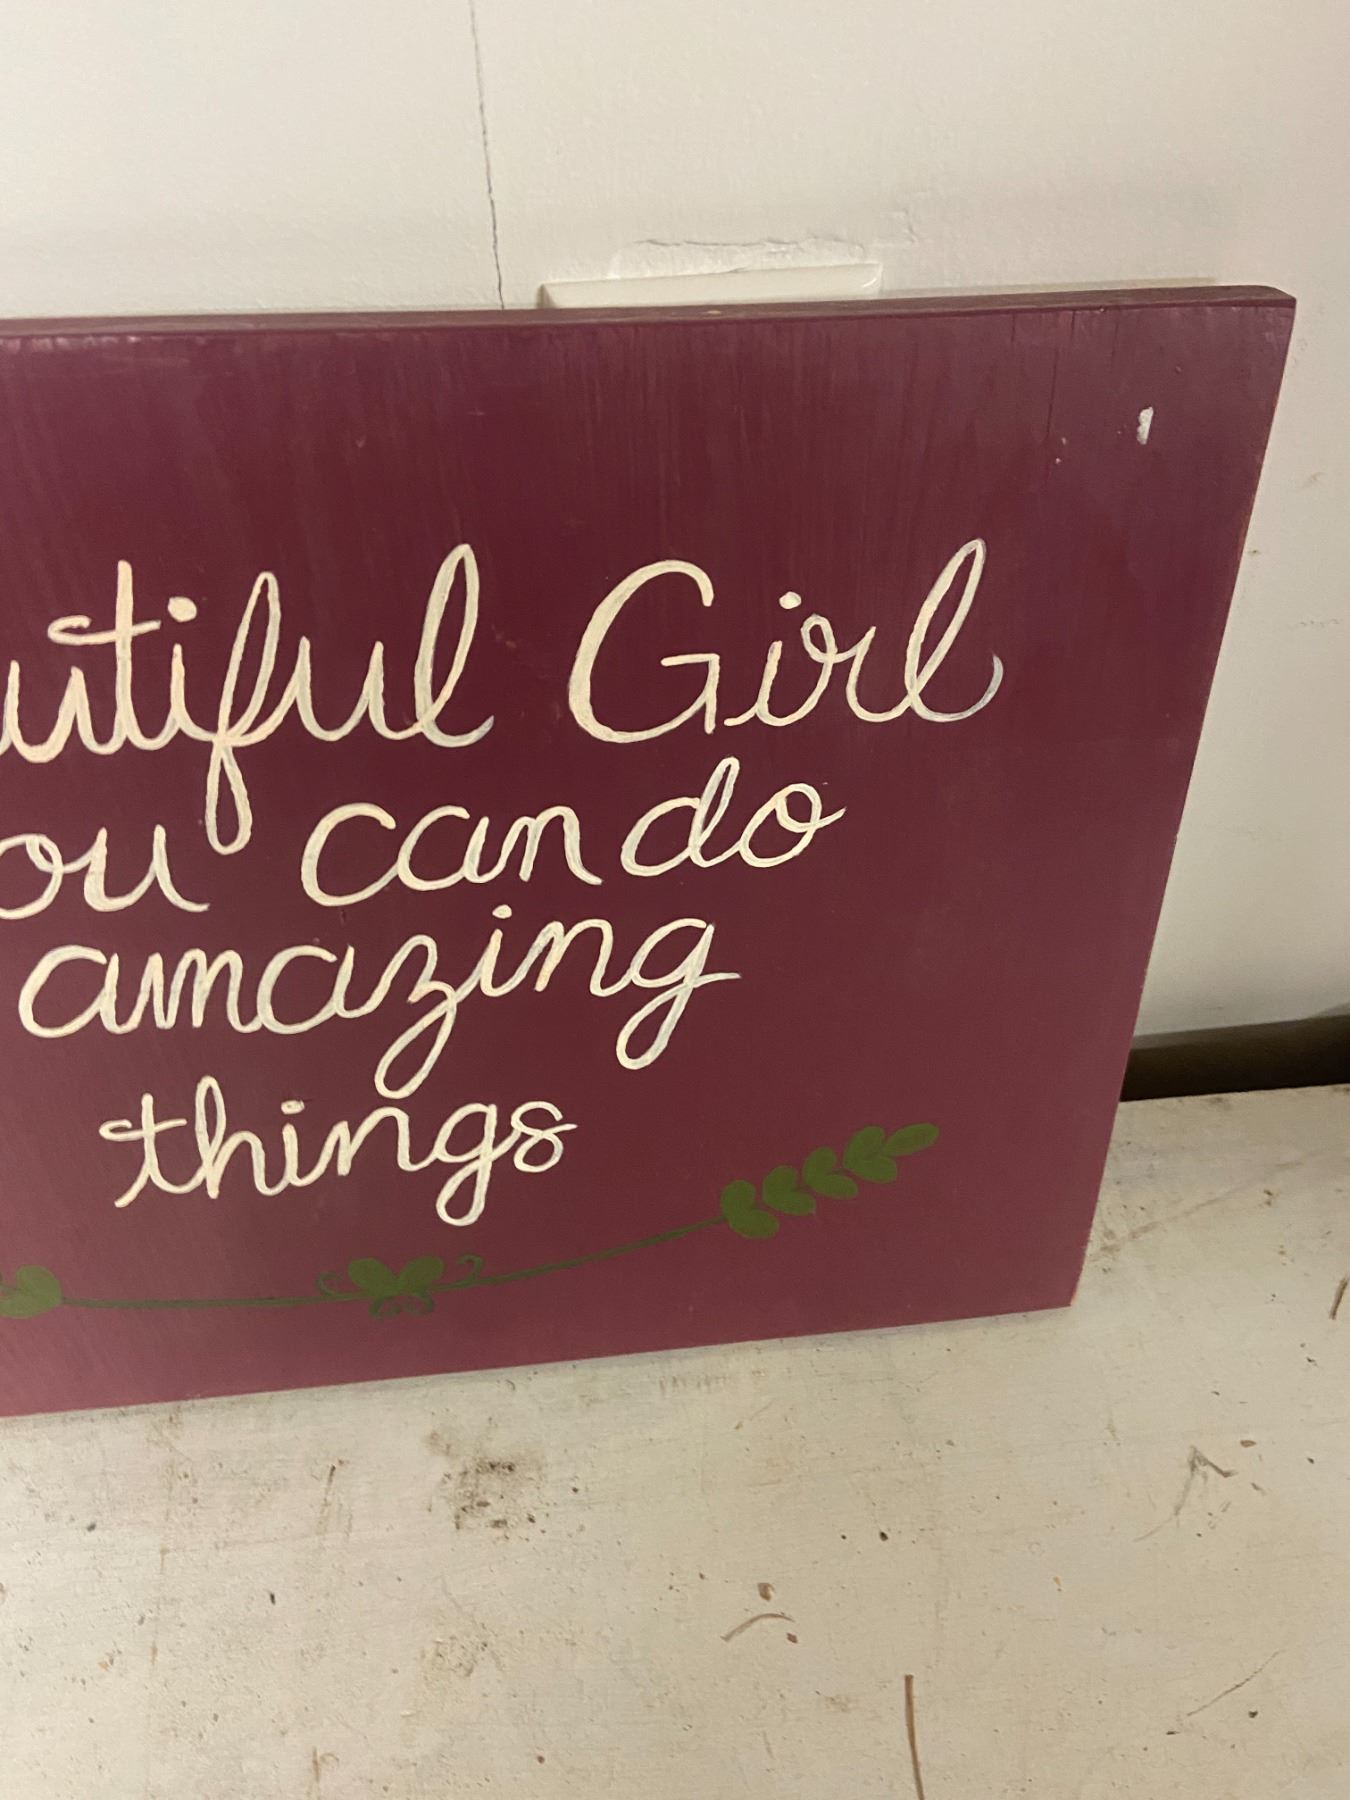 utiful Girl
ou can do
amazing
things